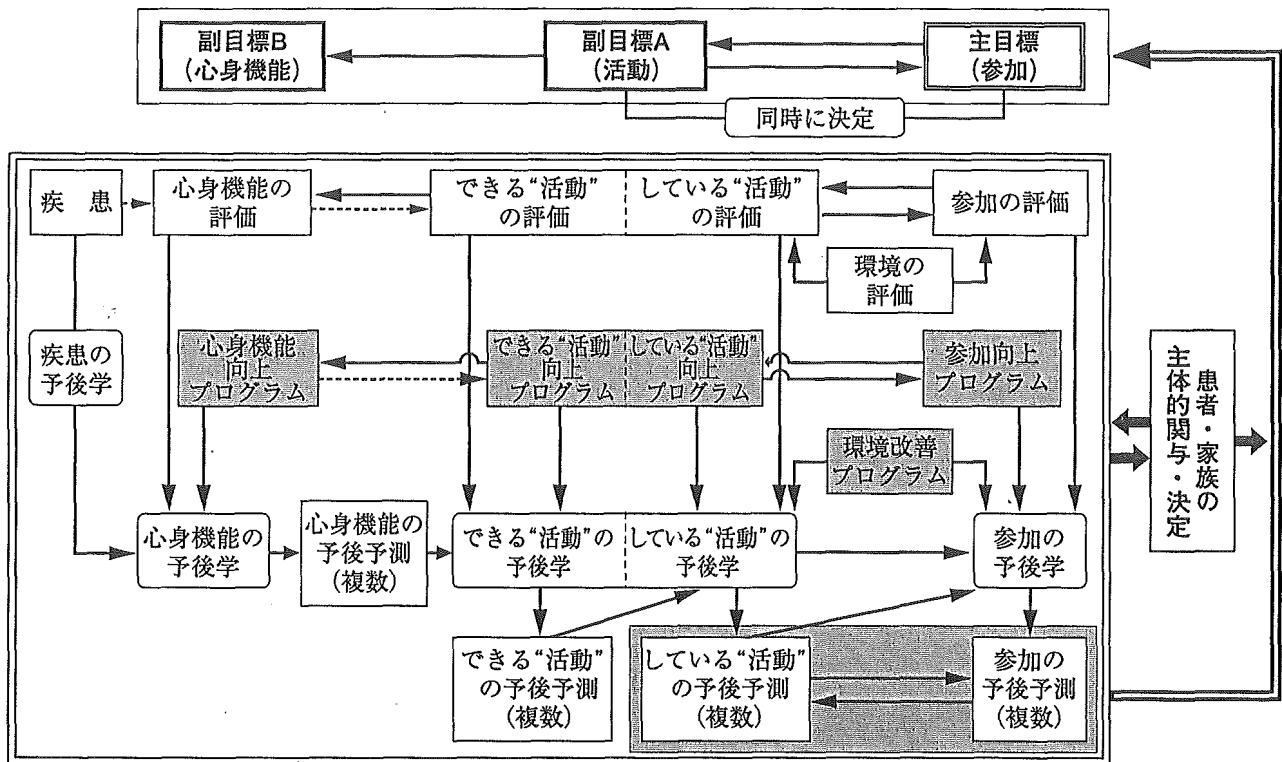 副目標B
(心身機能)
副目標A
(活動)
主目標
(参加)
同時に決定
疾　患
心身機能の
評価
できる“活動”
の評価
している“活動”
の評価
参加の評価
環境の
評価
疾患の
予後学
心身機能
向上
プログラム
できる“活動”
向上
プログラム
している“活動”
向上
プログラム
参加向上
プログラム
環境改善
プログラム
患者・家族の
主体的関与・決定
心身機能の
予後学
心身機能の
予後予測
(複数)
できる“活動”の
予後学
している“活動”の
予後学
参加の
予後学
できる“活動”
の予後予測
(複数)
している“活動”
の予後予測
(複数)
参加の
予後予測
(複数)